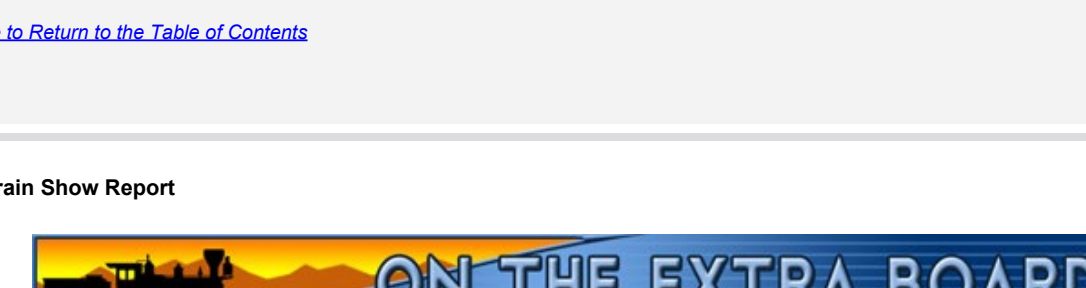 to Return to the Table of Contents
rain Show Report
ON THE EXTRA BOARD